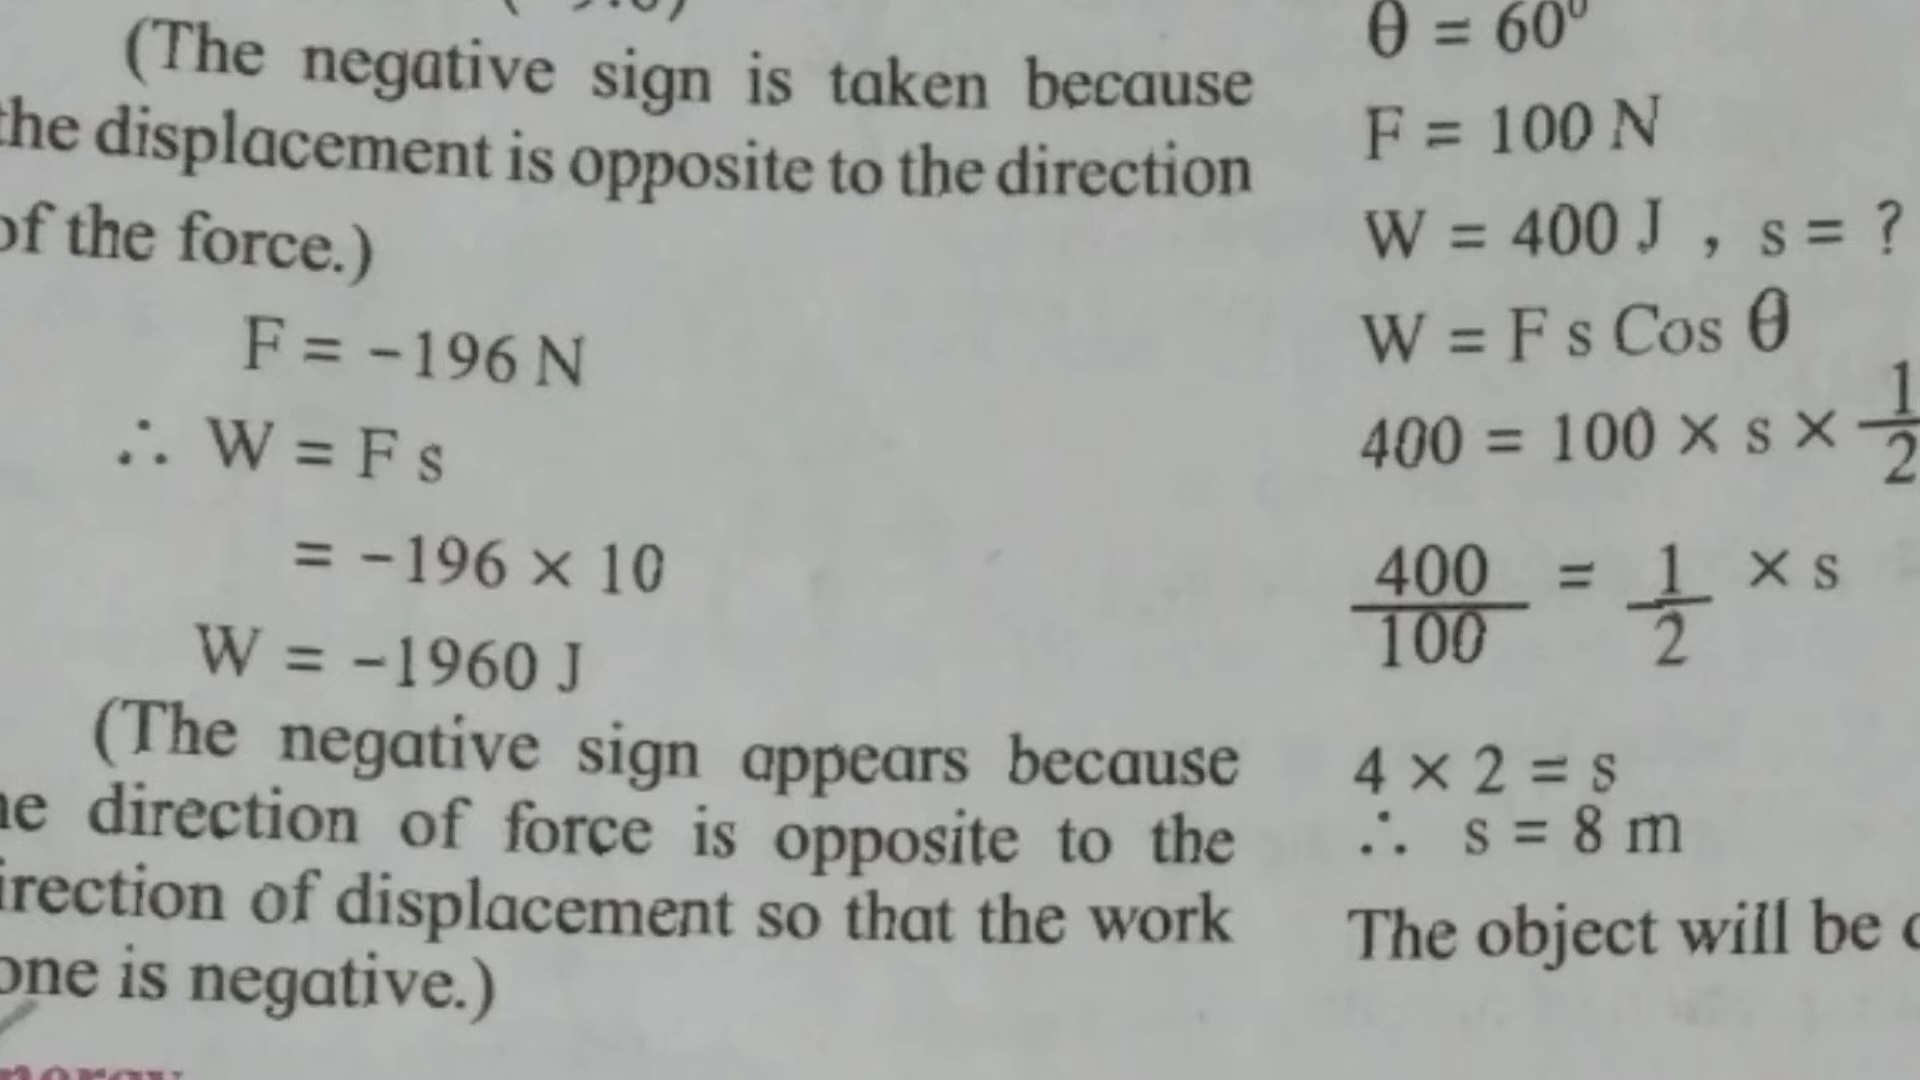 (The negative sign is taken because
the displacement is opposite to the direction
of the force.)
F = -196 N
∴ W = F s
= -196 × 10
W = -1960 J
(The negative sign appears because
direction of force is opposite to the
of displacement so that the work
is negative.)
θ = 60⁰
F = 100 N
W = 400 J , s = ?
W = F s Cos θ
400 = 100 × s × 1/2
400/100 = 1/2 × s
4 × 2 = s
∴ s = 8 m
The object will be